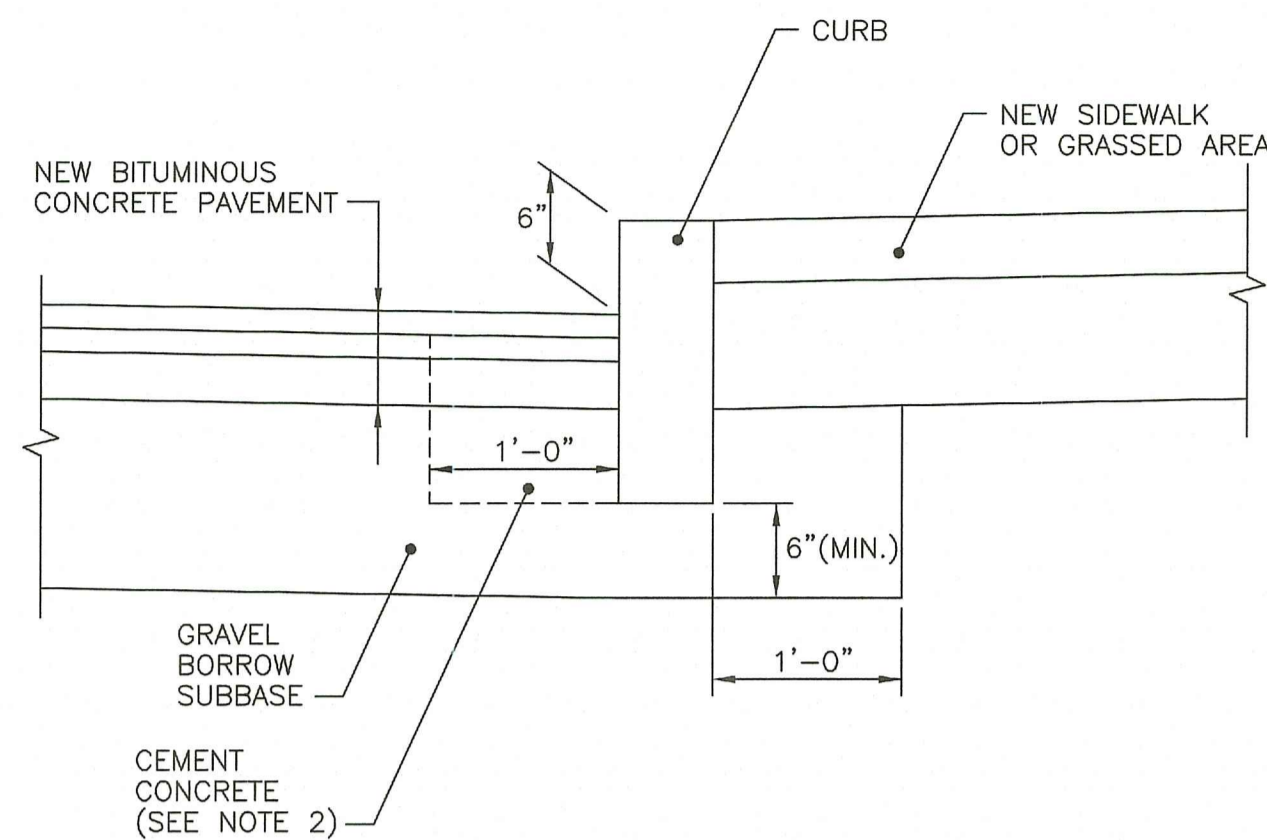 CURB
NEW SIDEWALK
OR GRASSED AREA
NEW BITUMINOUS
CONCRETE PAVEMENT
6"
1'-0"
6"(MIN.)
1'-0"
GRAVEL
BORROW
SUBBASE
CEMENT
CONCRETE
(SEE NOTE 2)